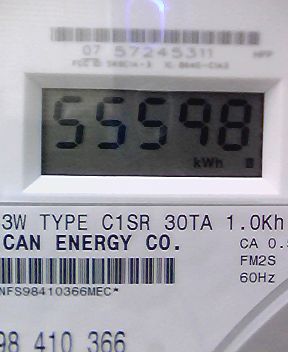 07 57245311
55598
kWh
3W TYPE C1SR 30TA 1.0Kh
CAN ENERGY CO.
CA 0.
FM2S
60Hz
NFS98410366MEC*
98 410 366